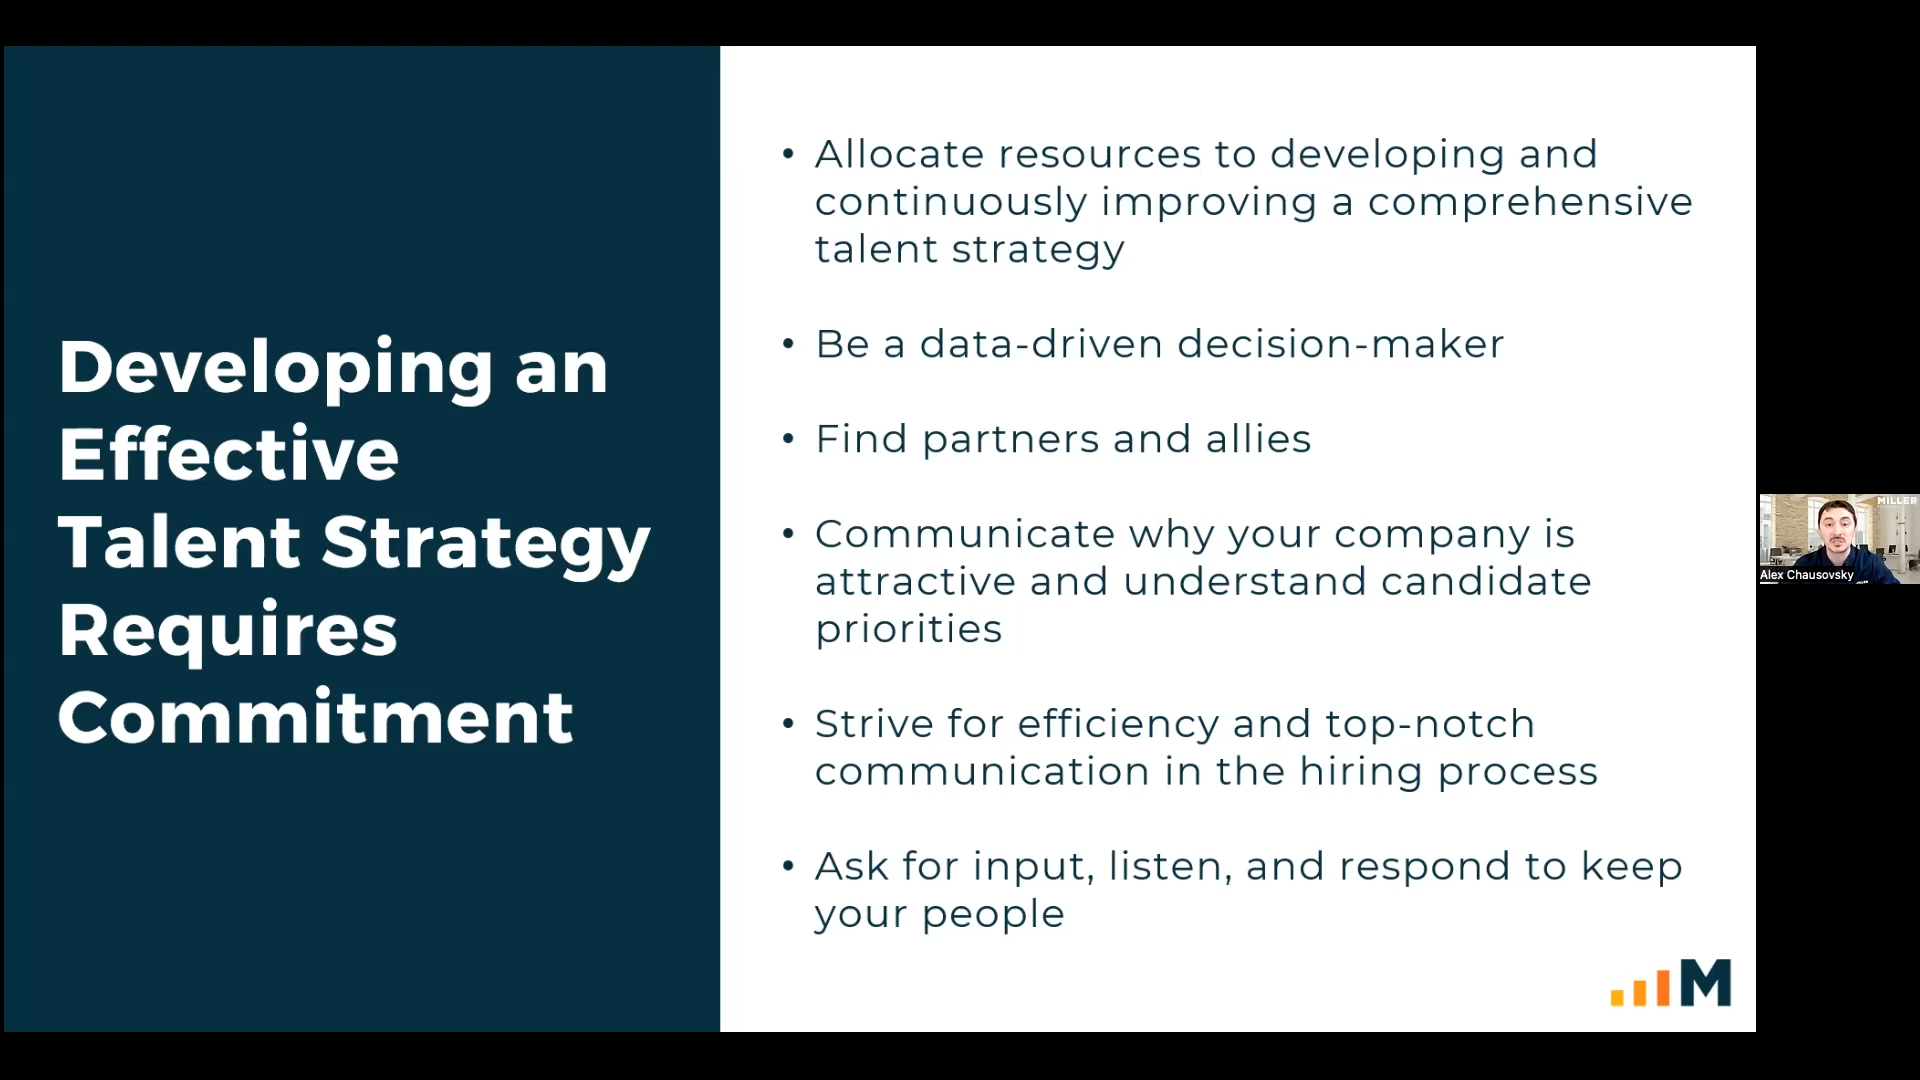 Developing an
Effective
Talent Strategy
Requires
Commitment
• Allocate resources to developing and
continuously improving a comprehensive
talent strategy
• Be a data-driven decision-maker
• Find partners and allies
• Communicate why your company is
attractive and understand candidate
priorities
• Strive for efficiency and top-notch
communication in the hiring process
• Ask for input, listen, and respond to keep
your people
M
MILLER
Alex Chausovsky